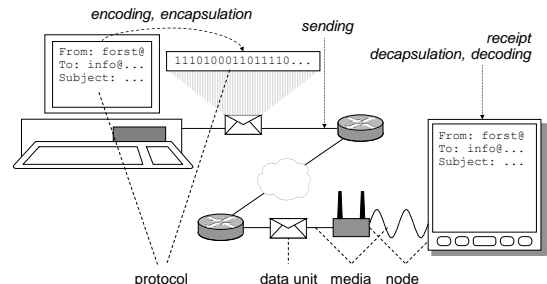 encoding, encapsulation
sending
receipt
decapsulation, decoding
From: forst@
To: info@...
Subject: ...
1110100011011110...
From: forst@
To: info@...
Subject: ...
protocol
data unit
media
node